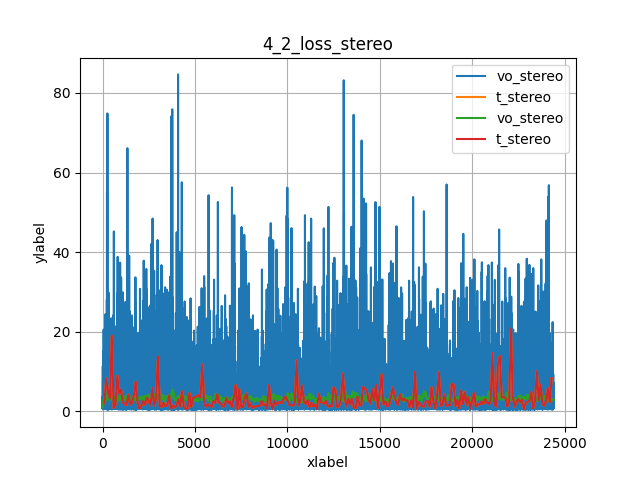 4_2_loss_stereo
vo_stereo
t_stereo
vo_stereo
t_stereo
ylabel
80
60
40
20
0
0 5000 10000 15000 20000 25000
xlabel